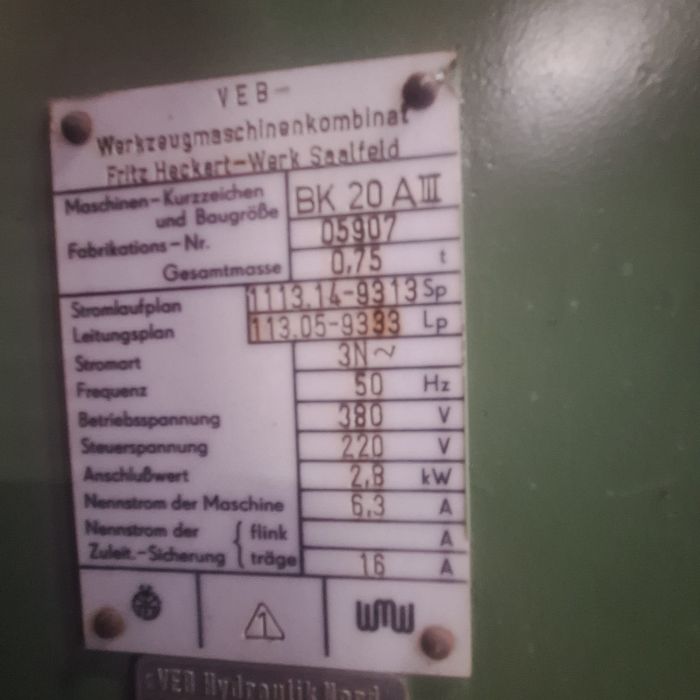 VEB-
Werkzeugmaschinenkombinat
Fritz Heckert-Werk Saalfeld
Maschinen-Kurzzeichen
und Baugröße BK 20 A III
Fabrikations-Nr. 05907
Gesamtmasse 0,75 t
Stromlaufplan 1113.14-9313 Sp
Leitungsplan 113.05-9333 Lp
Stromart 3N~
Frequenz 50 Hz
Betriebsspannung 380 V
Steuerspannung 220 V
Anschlußwert 2,8 kW
Nennstrom der Maschine 6,3 A
Nennstrom der { flink A
Zuleit.-Sicherung { träge 16 A
1 WMW
VEB Hydraulik Nord